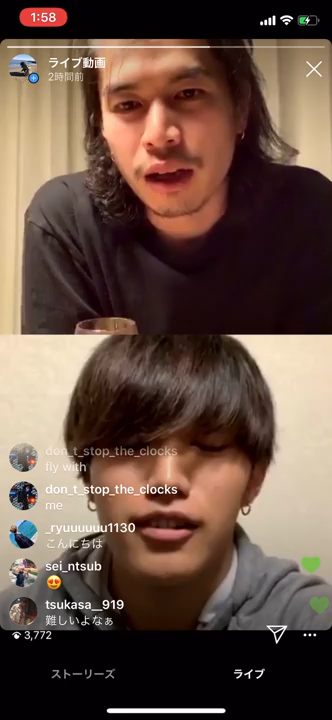 1:58
ライブ動画
2時間前
don_t_stop_the_clocks
fly with
don_t_stop_the_clocks
me
_ryuuuuuu1130
こんにちは
sei_ntsub
😍
tsukasa__919
難しいよなぁ
3,772
ストーリーズ ライブ